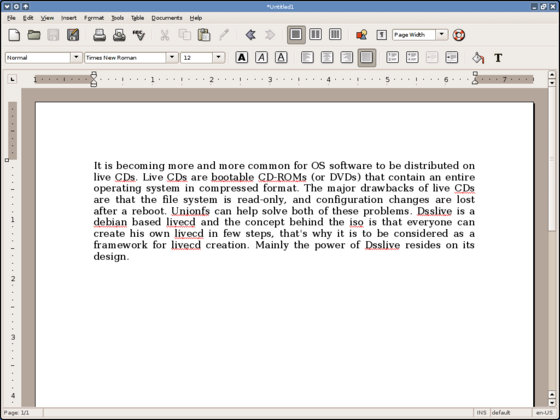 *Untitled1
File Edit View Insert Format Tools Table Documents Help
Page Width
Normal Times New Roman 12 A A A T
1 1 2 3 4 5 6 7
It is becoming more and more common for OS software to be distributed on
live CDs. Live CDs are bootable CD-ROMs (or DVDs) that contain an entire
operating system in compressed format. The major drawbacks of live CDs
are that the file system is read-only, and configuration changes are lost
after a reboot. Unionfs can help solve both of these problems. Dsslive is a
debian based livecd and the concept behind the iso is that everyone can
create his own livecd in few steps, that's why it is to be considered as a
framework for livecd creation. Mainly the power of Dsslive resides on its
design.
1
2
3
4
Page: 1/1 INS default en-US